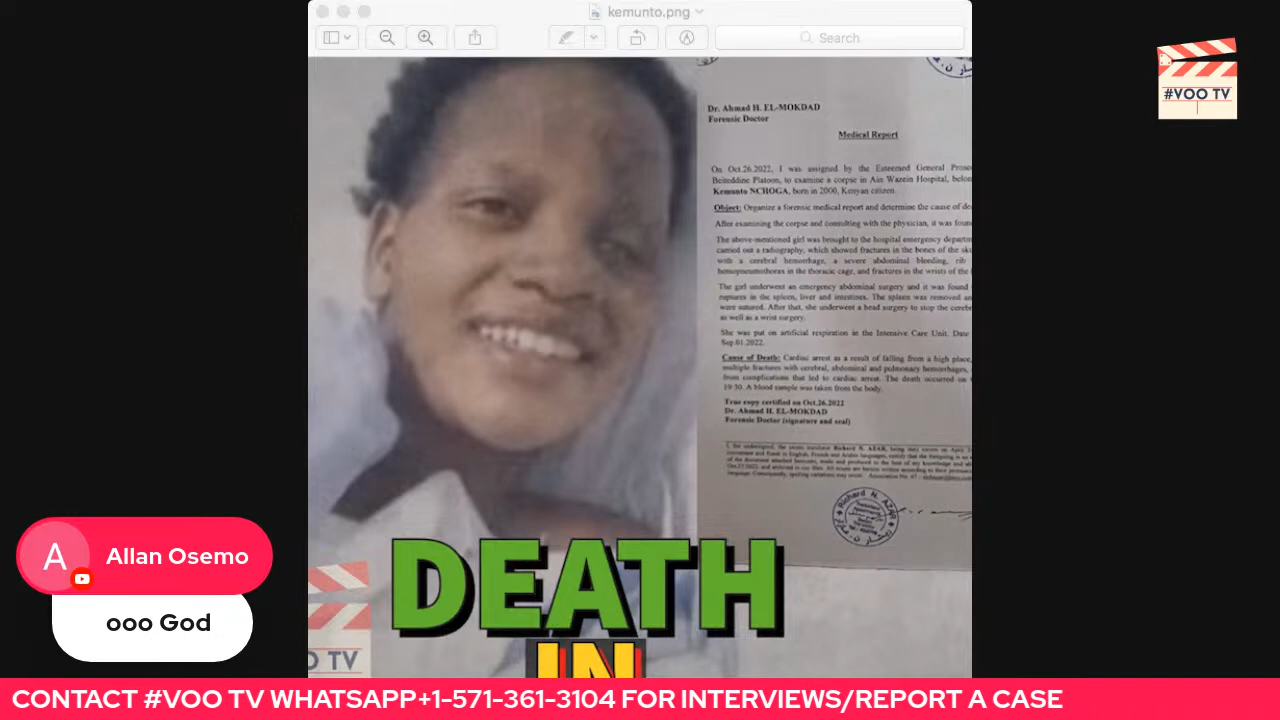 kemunto.png
Search
#VOO TV
Dr. Ahmad H. EL-MOKDAD
Forensic Doctor
Medical Report
On Oct.26.2022, I was assigned by the Esteemed General
Beiteddine Platoon, to examine a corpse in Ain Wazein Hospital,
Kemunto NCHOGA, born in 2000, Kenyan citizen.
Object: Organize a forensic medical report and determine the cause of
After examining the corpse and consulting with the physician, it was
The above-mentioned girl was brought to the hospital emergency
carried out a radiography, which showed fractures in the bones of the
with a cerebral hemorrhage, a severe abdominal bleeding, rib
hemopneumothorax in the thoracic cage, and fractures in the wrists of the
The girl underwent an emergency abdominal surgery and it was found
ruptures in the spleen, liver and intestines. The spleen was removed
were sutured. After that, she underwent a head surgery to stop the
as well as a wrist surgery.
She was put on artificial respiration in the Intensive Care Unit. Date
Sep.01.2022.
Cause of Death: Cardiac arrest as a result of falling from a high place,
multiple fractures with cerebral, abdominal and pulmonary hemorrhages,
from complications that led to cardiac arrest. The death occurred on
19:30. A blood sample was taken from the body.
True copy certified on Oct.26.2022
Dr. Ahmad H. EL-MOKDAD
Forensic Doctor (signature and seal)
Richard N. AZAR
DEATH
IN
O TV
A
Allan Osemo
ooo God
CONTACT #VOO TV WHATSAPP+1-571-361-3104 FOR INTERVIEWS/REPORT A CASE